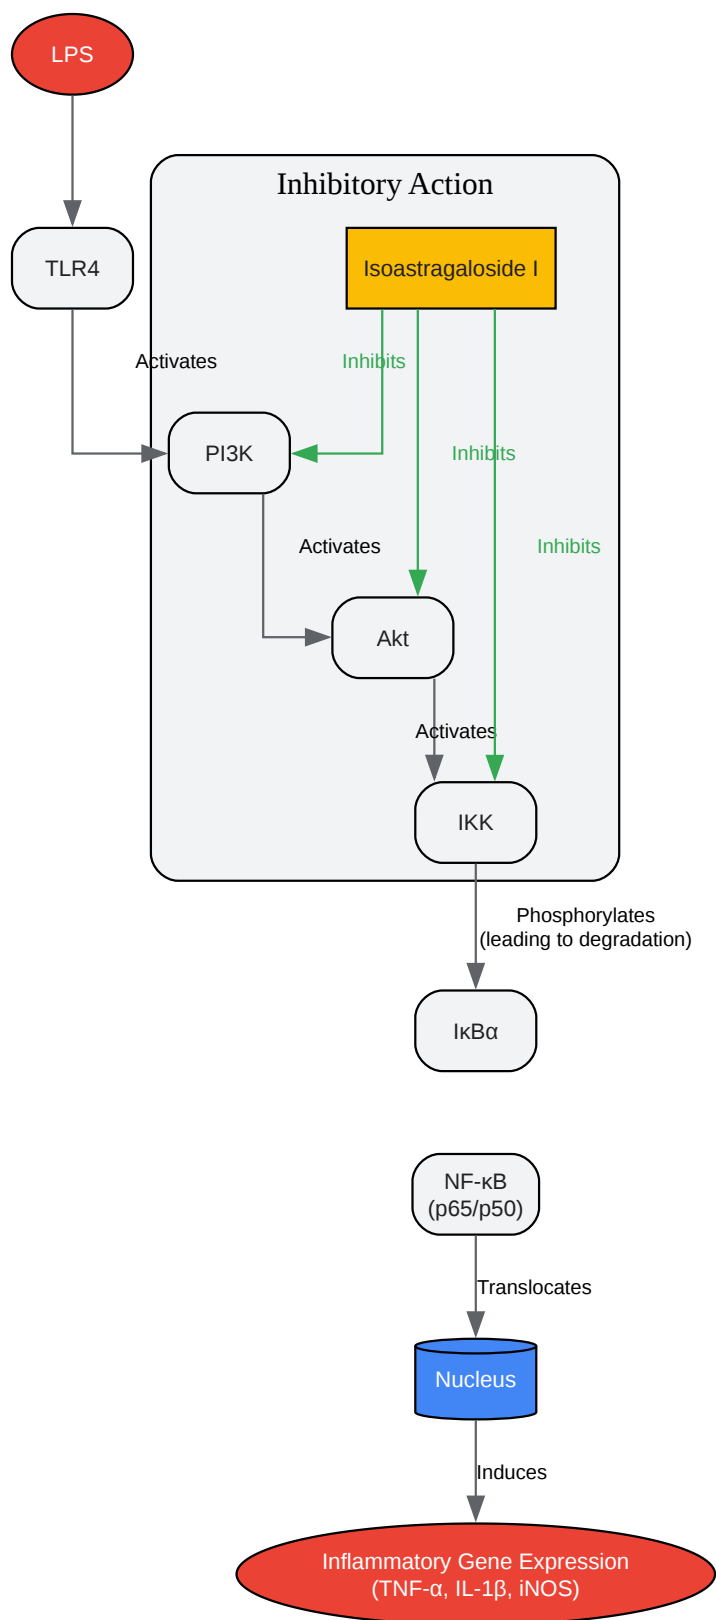 LPS
Inhibitory Action
TLR4
Isoastragaloside I
Activates
Inhibits
PI3K
Inhibits
Activates
Inhibits
Akt
Activates
IKK
Phosphorylates
(leading to degradation)
IκBα
NF-κB
(p65/p50)
Translocates
Nucleus
Induces
Inflammatory Gene Expression
(TNF-α, IL-1β, iNOS)